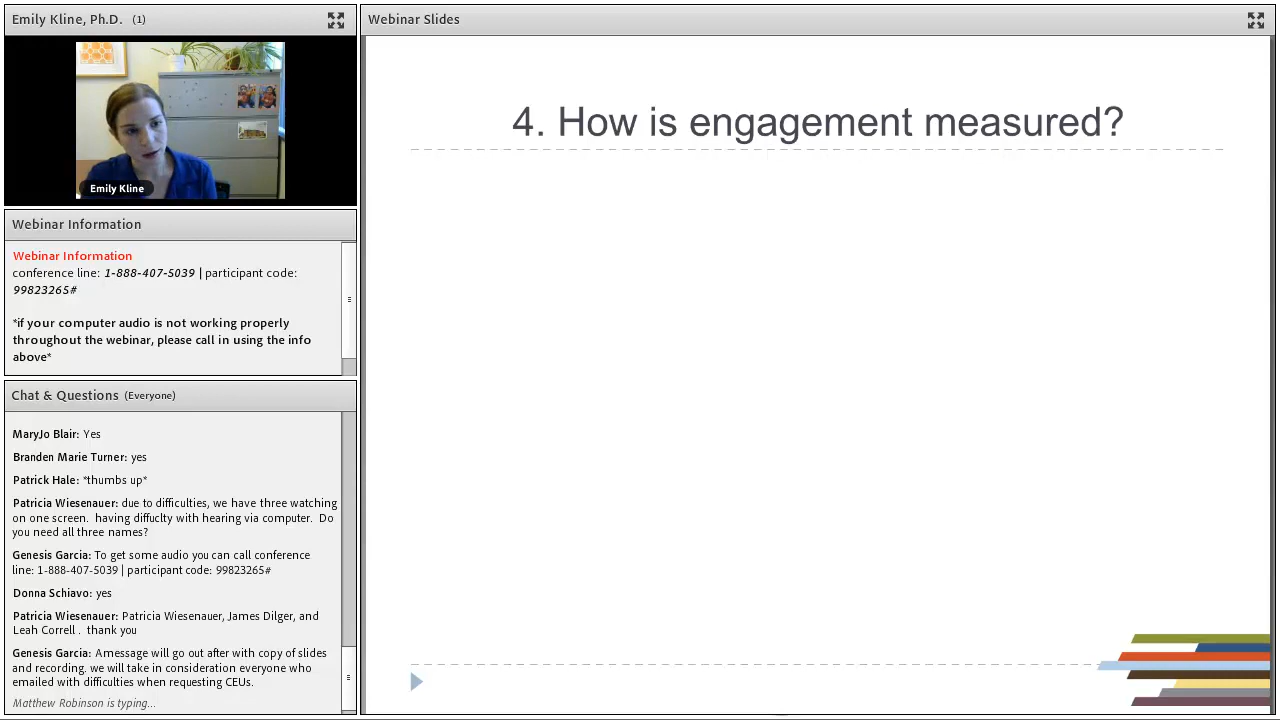 Emily Kline, Ph.D. (1)
Emily Kline
Webinar Information
Webinar Information
conference line: 1-888-407-5039 | participant code:
99823265#
*if your computer audio is not working properly
throughout the webinar, please call in using the info
above*
Chat & Questions (Everyone)
MaryJo Blair: Yes
Branden Marie Turner: yes
Patrick Hale: *thumbs up*
Patricia Wiesenauer: due to difficulties, we have three watching
on one screen. having diffuclty with hearing via computer. Do
you need all three names?
Genesis Garcia: To get some audio you can call conference
line: 1-888-407-5039 | participant code: 99823265#
Donna Schiavo: yes
Patricia Wiesenauer: Patricia Wiesenauer, James Dilger, and
Leah Correll . thank you
Genesis Garcia: Amessage will go out after with copy of slides
and recording. we will take in consideration everyone who
emailed with difficulties when requesting CEUs.
Matthew Robinson is typing...
Webinar Slides
4. How is engagement measured?